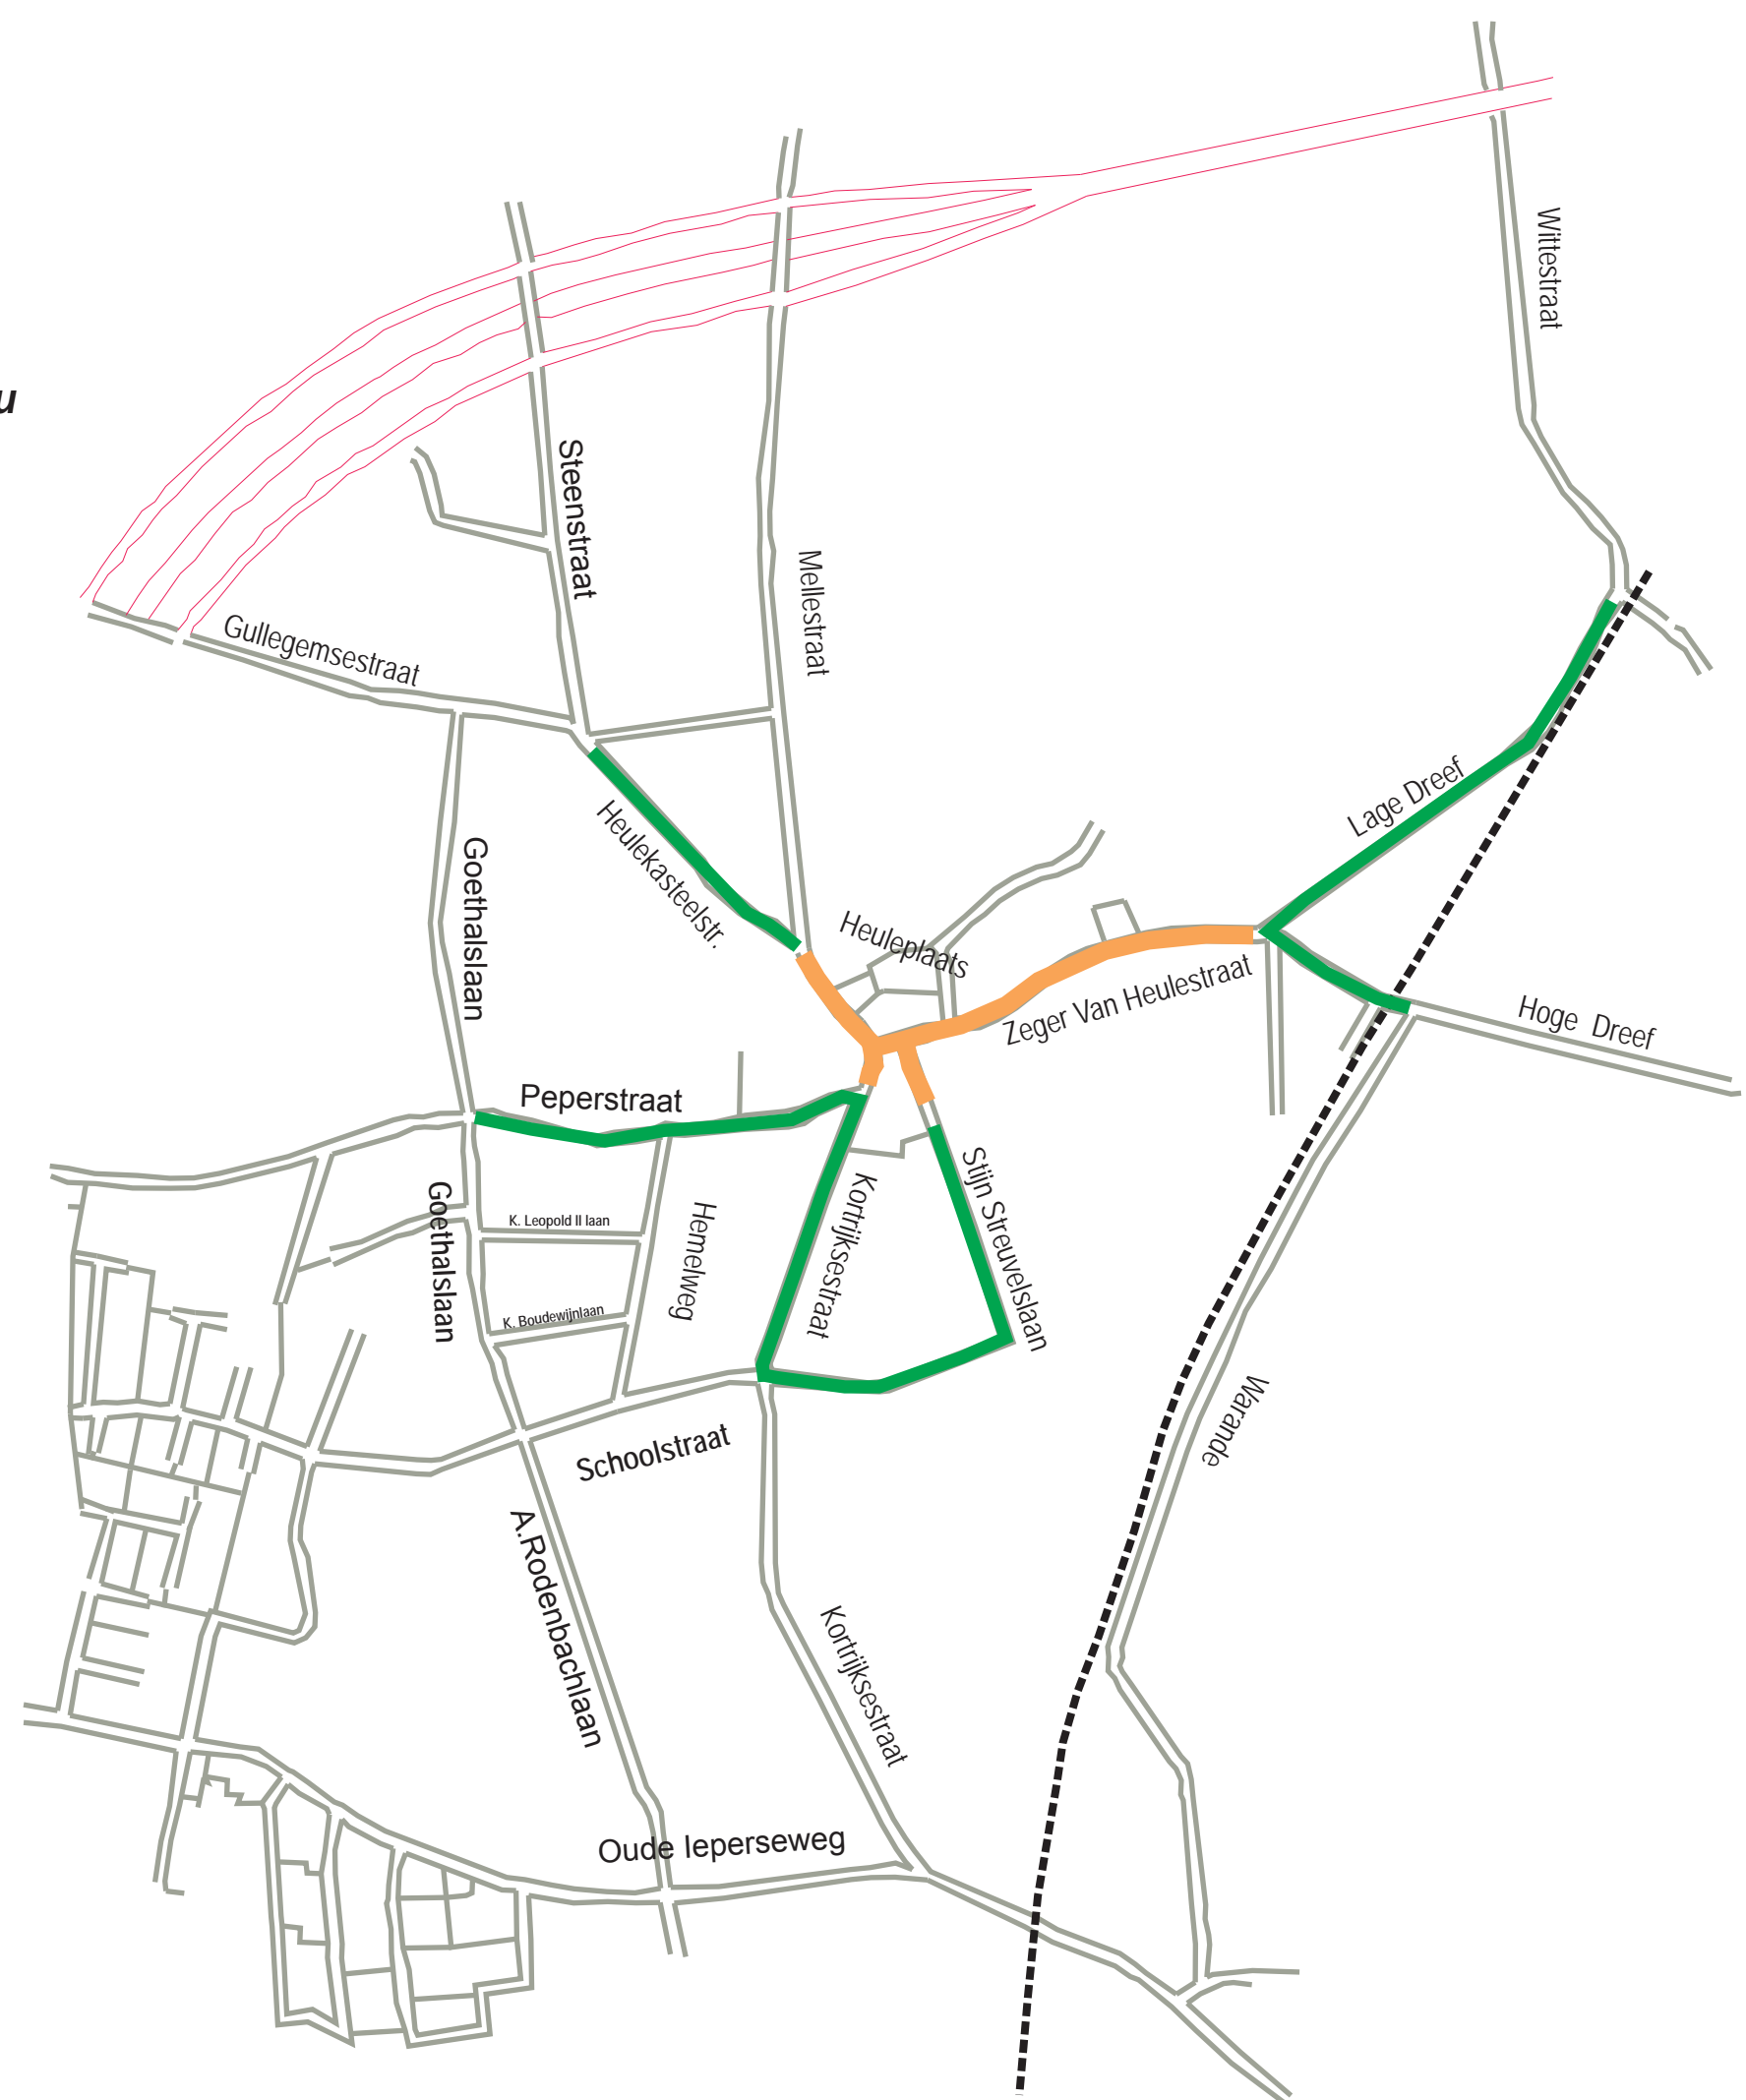 Wittestraat
u
Steenstraat
Mellestraat
Gullegemsestraat
Lage Dreef
Heulekasteelstr.
Goethalslaan
Heuleplaats
Zeger Van Heulestraat
Hoge Dreef
Peperstraat
Stijn Streuvelslaan
Kortrijksestraat
Goethalslaan
K. Leopold II laan
Hemelweg
K. Boudewijnlaan
Warande
Schoolstraat
A.Rodenbachlaan
Kortrijksestraat
Oude Ieperseweg